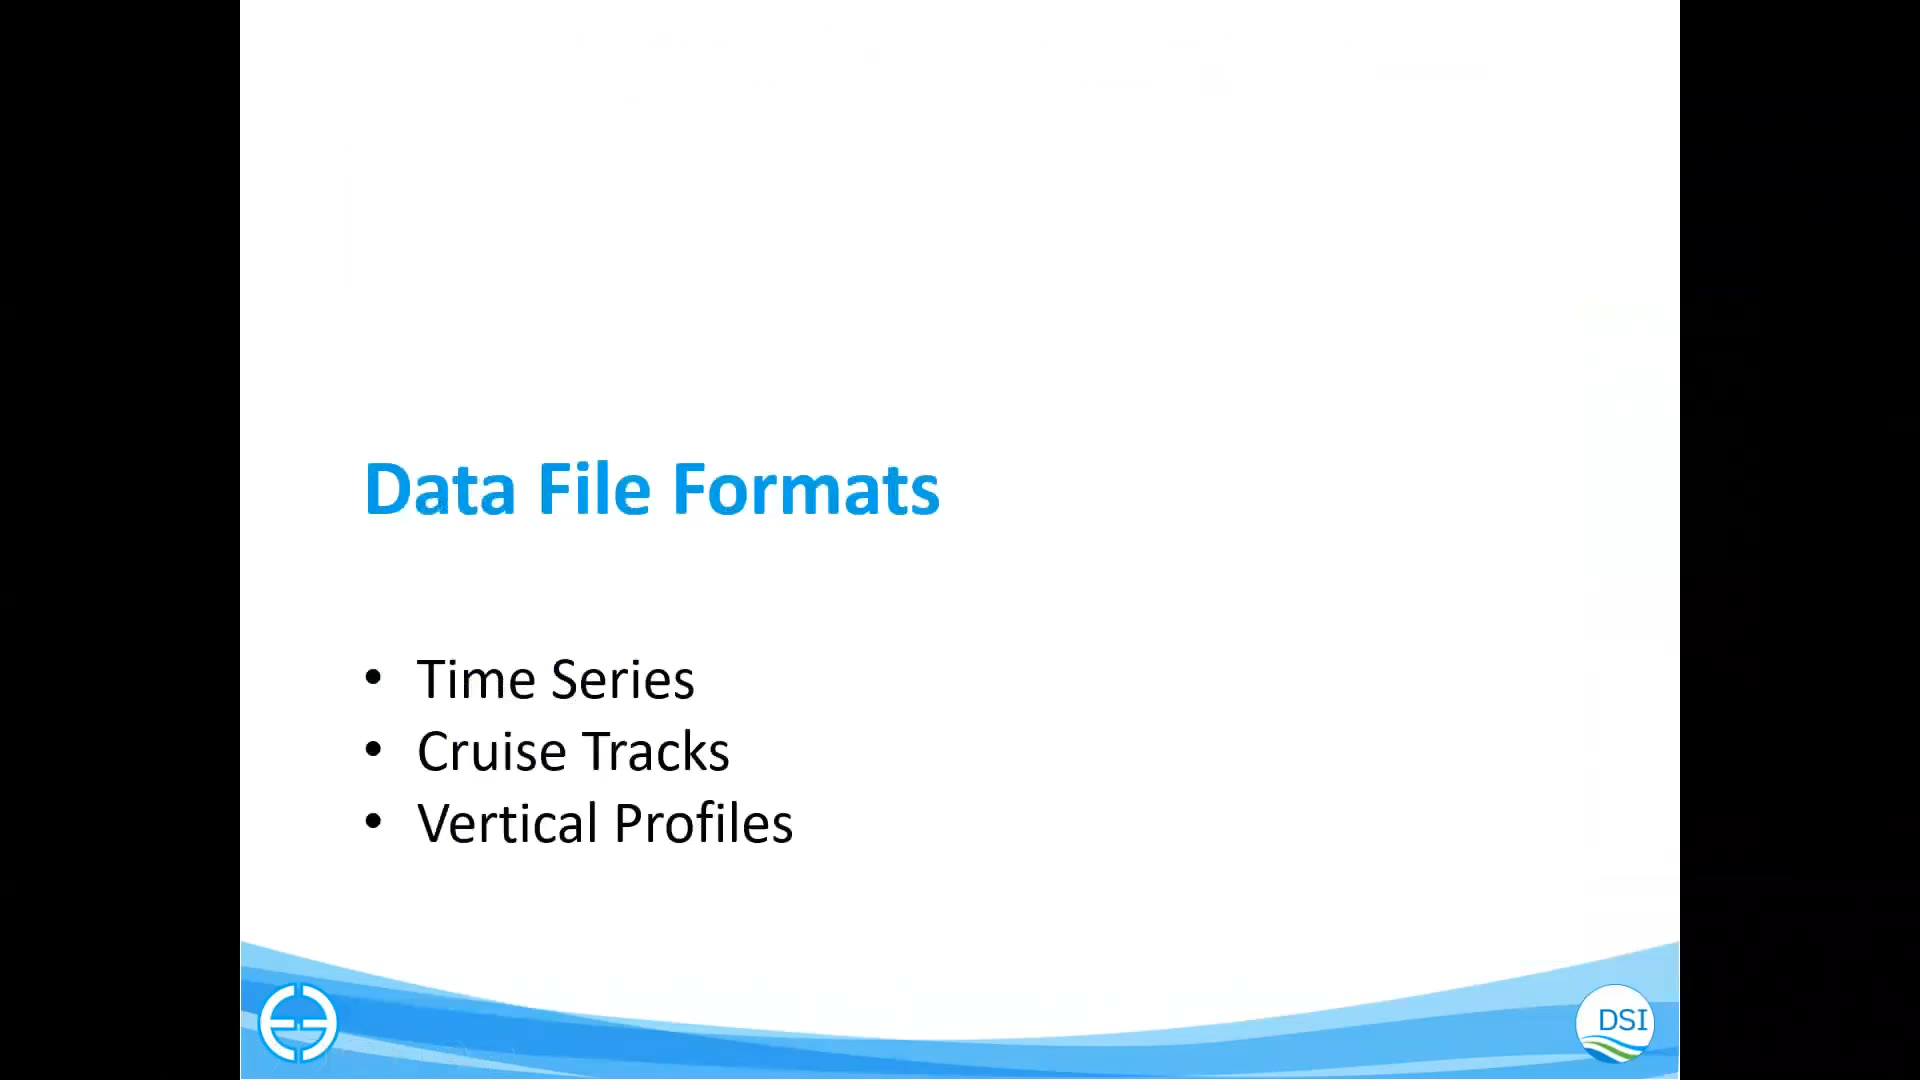 Data File Formats
• Time Series
• Cruise Tracks
• Vertical Profiles
DSI